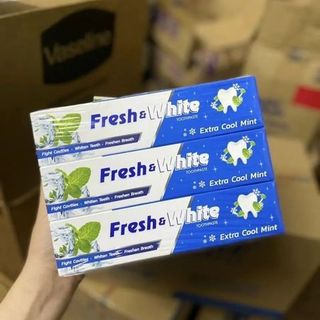 Vaseline
Fresh & White
TOOTHPASTE
Extra Cool Mint
Fight Cavities • Whiten Teeth • Freshen Breath
Fresh & White
TOOTHPASTE
Extra Cool Mint
Fight Cavities • Whiten Teeth • Freshen Breath
Fresh & White
TOOTHPASTE
Extra Cool Mint
Fight Cavities • Whiten Teeth • Freshen Breath